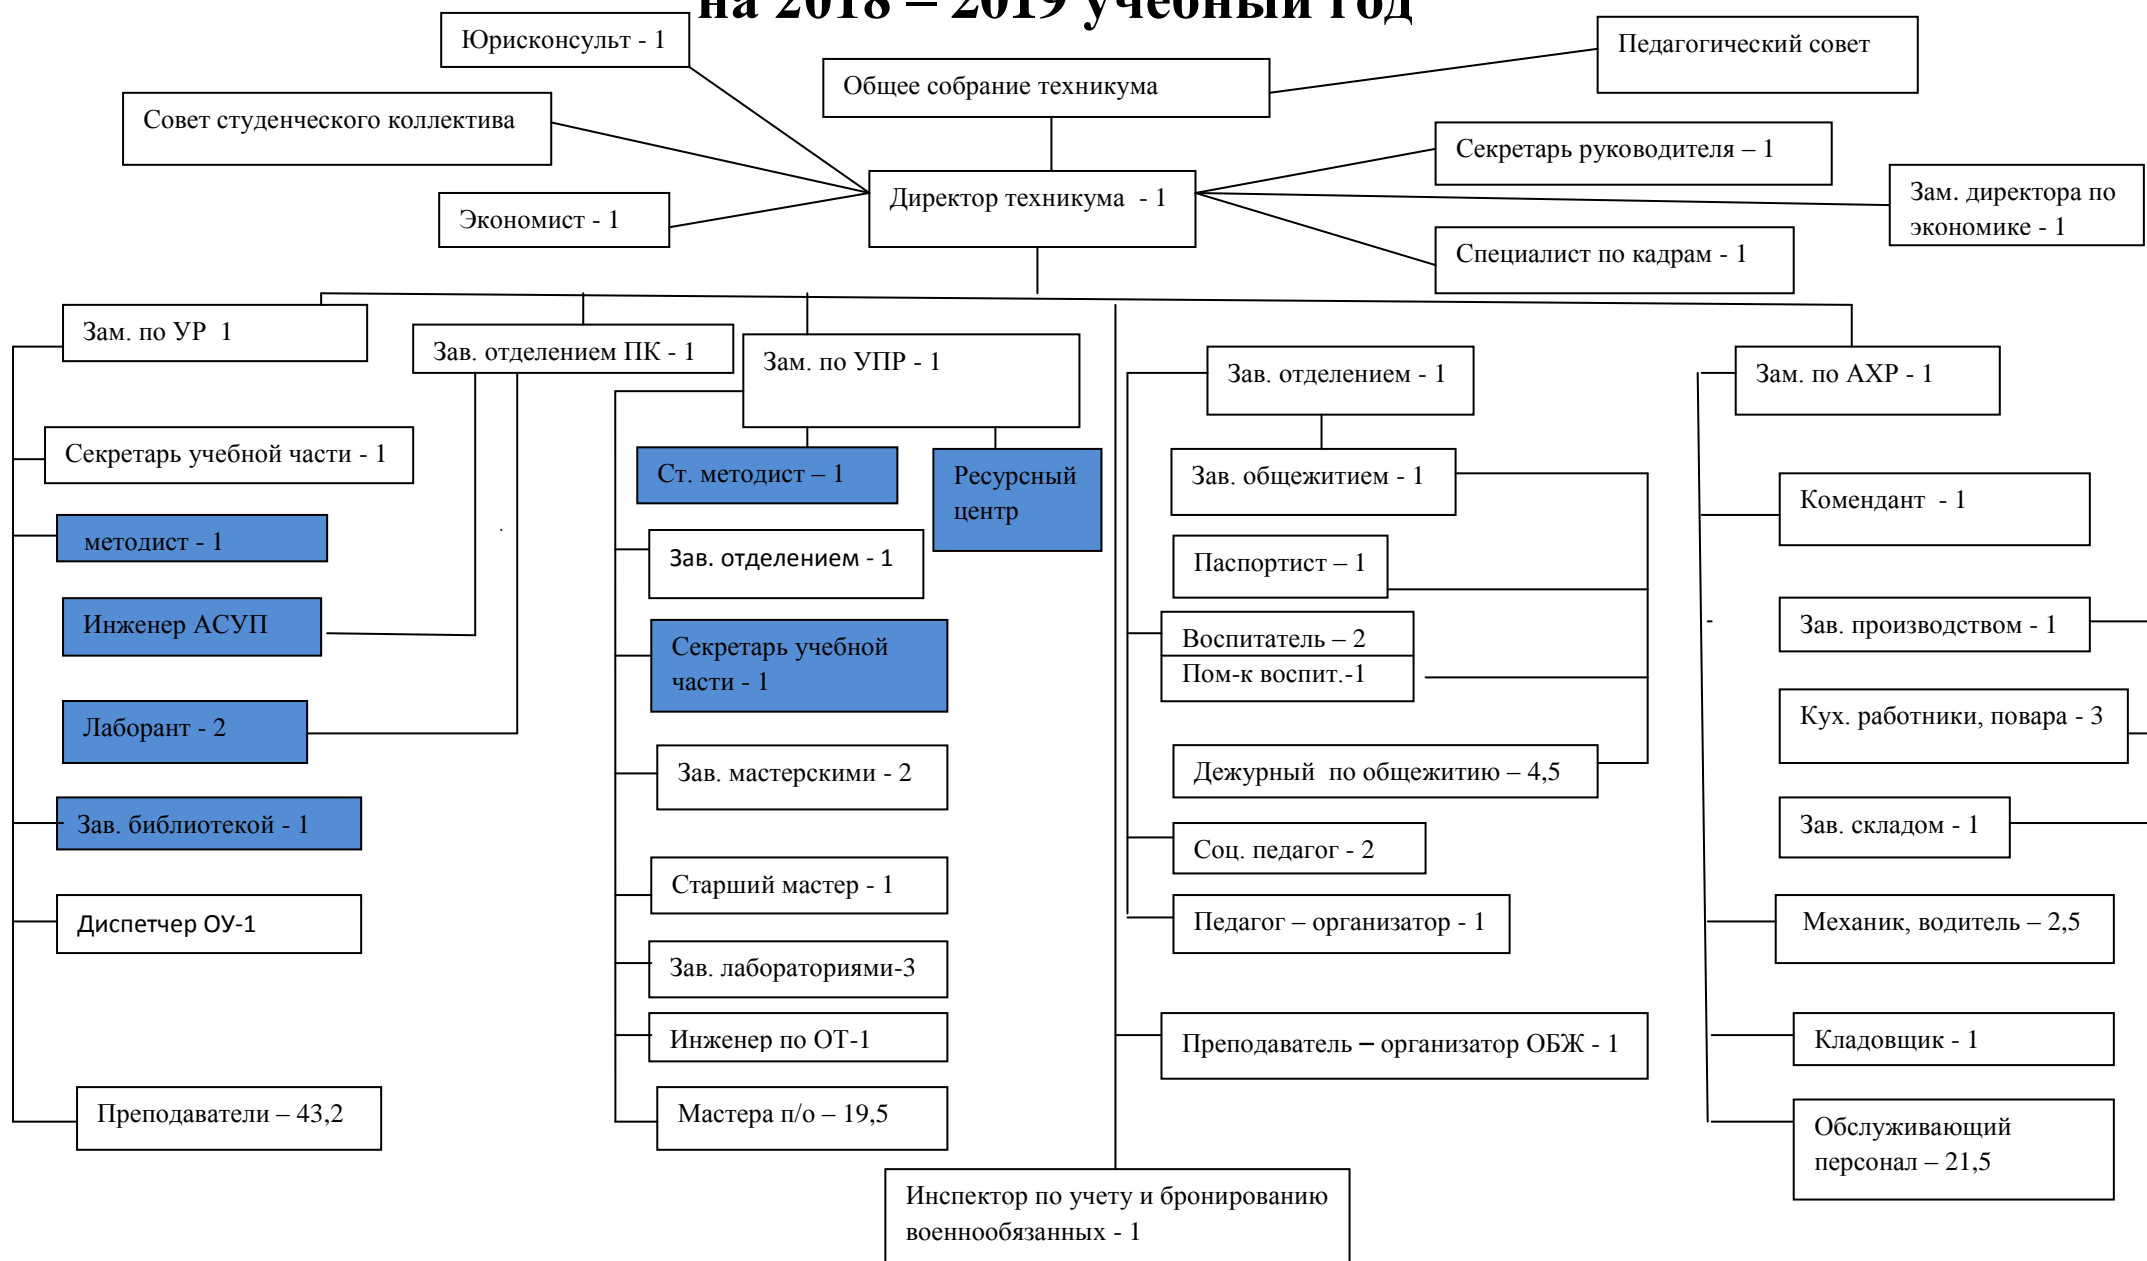 на 2018 – 2019 учебный год
Юрисконсульт - 1
Педагогический совет
Общее собрание техникума
Совет студенческого коллектива
Секретарь руководителя – 1
Директор техникума - 1
Зам. директора по
экономике - 1
Экономист - 1
Специалист по кадрам - 1
Зам. по УР 1
Зав. отделением ПК - 1
Зам. по УПР - 1
Зав. отделением - 1
Зам. по АХР - 1
Секретарь учебной части - 1
методист - 1
Инженер АСУП
Лаборант - 2
Зав. библиотекой - 1
Диспетчер ОУ-1
Преподаватели – 43,2
Ст. методист – 1
Ресурсный
центр
Зав. отделением - 1
Секретарь учебной
части - 1
Зав. мастерскими - 2
Старший мастер - 1
Зав. лабораториями-3
Инженер по ОТ-1
Мастера п/о – 19,5
Зав. общежитием - 1
Паспортист – 1
Воспитатель – 2
Пом-к воспит.-1
Дежурный по общежитию – 4,5
Соц. педагог - 2
Педагог – организатор - 1
Преподаватель – организатор ОБЖ - 1
Инспектор по учету и бронированию
военнообязанных - 1
Комендант - 1
Зав. производством - 1
Кух. работники, повара - 3
Зав. складом - 1
Механик, водитель – 2,5
Кладовщик - 1
Обслуживающий
персонал – 21,5